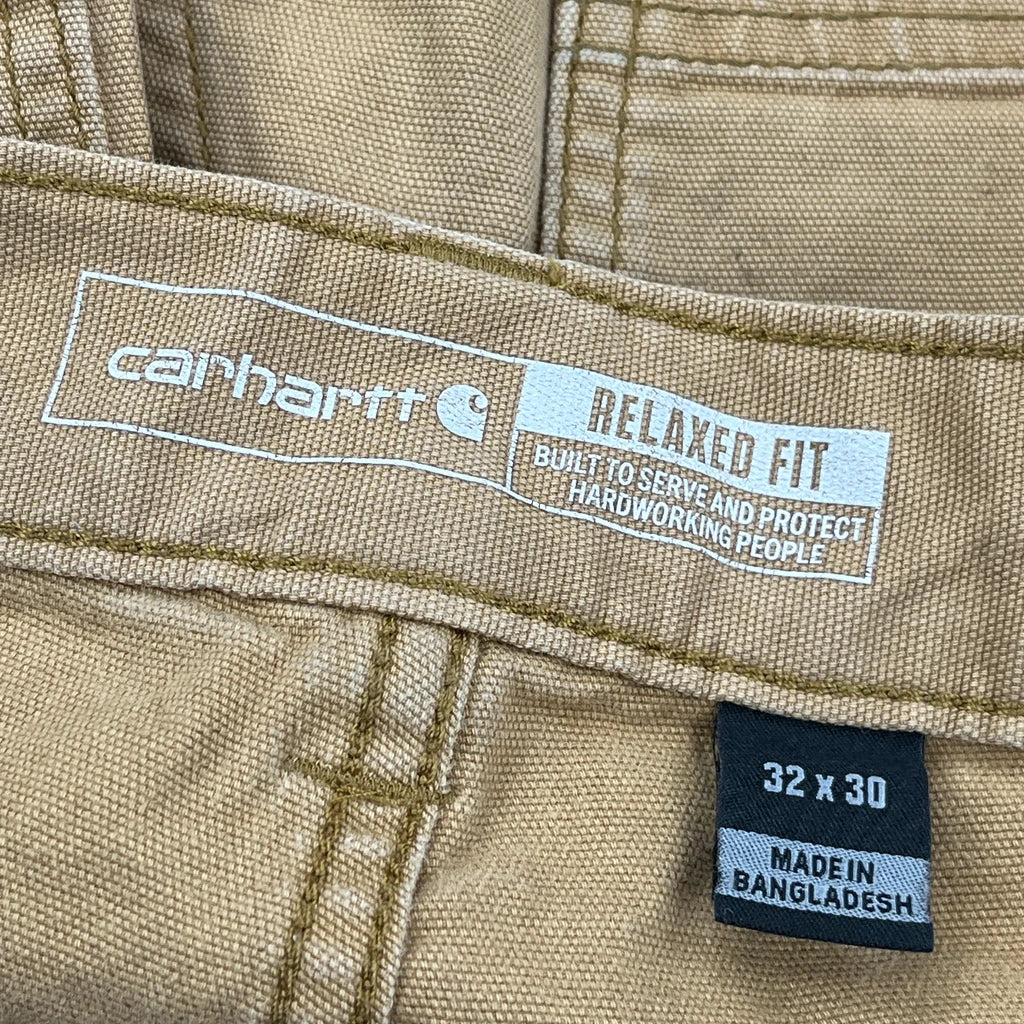 carhartt
RELAXED FIT
BUILT TO SERVE AND PROTECT
HARDWORKING PEOPLE
32 x 30
MADE IN
BANGLADESH